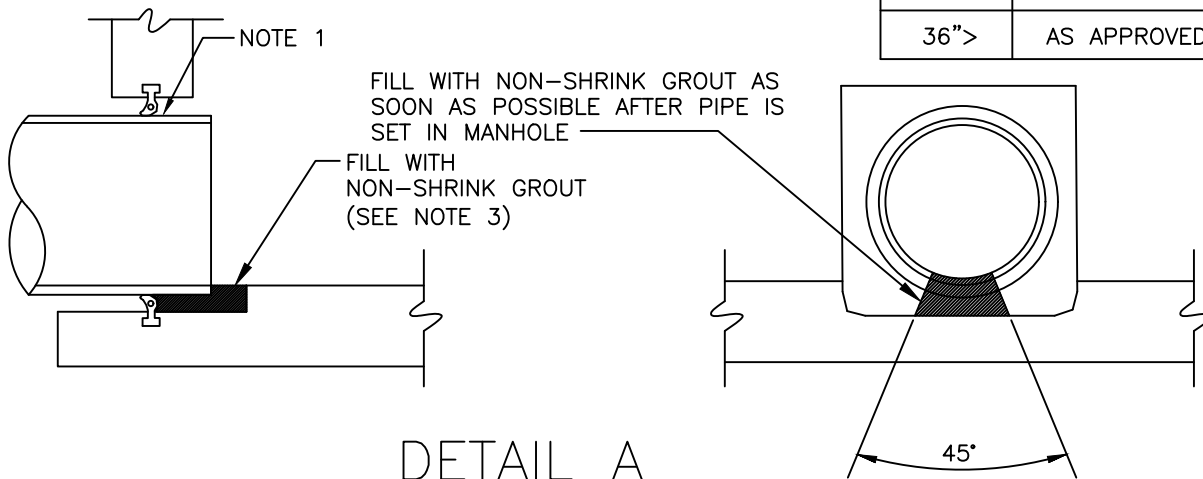 36”> AS APPROVED
NOTE 1
FILL WITH NON-SHRINK GROUT AS
SOON AS POSSIBLE AFTER PIPE IS
SET IN MANHOLE
FILL WITH
NON-SHRINK GROUT
(SEE NOTE 3)
45°
DETAIL A